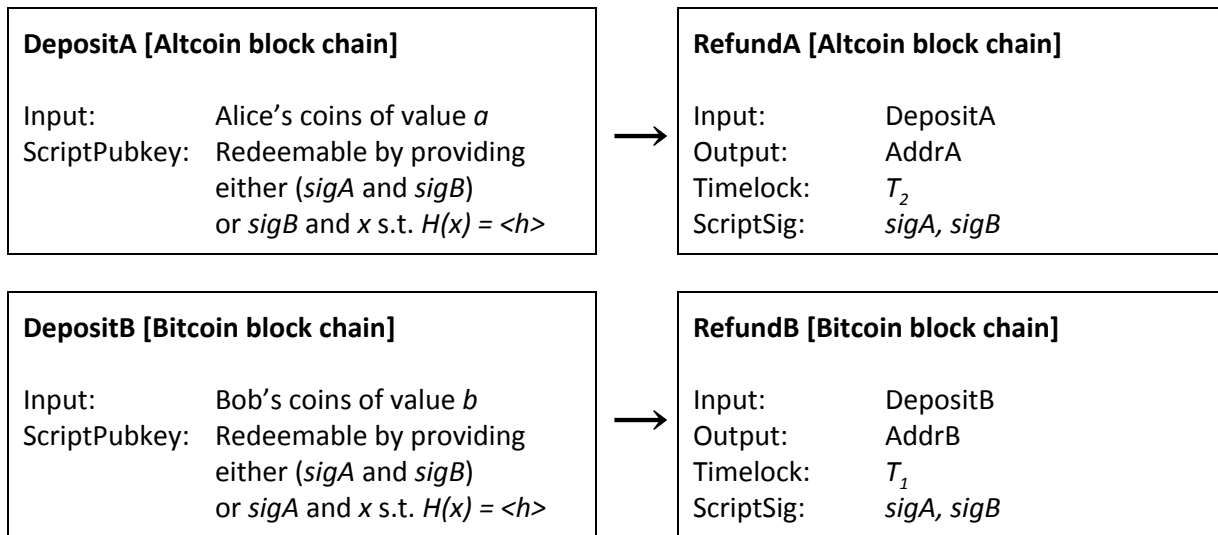 DepositA [Altcoin block chain]
Input: Alice’s coins of value a
ScriptPubkey: Redeemable by providing
either (sigA and sigB)
or sigB and x s.t. H(x) = <h>
RefundA [Altcoin block chain]
Input: DepositA
Output: AddrA
Timelock: T₂
ScriptSig: sigA, sigB
DepositB [Bitcoin block chain]
Input: Bob’s coins of value b
ScriptPubkey: Redeemable by providing
either (sigA and sigB)
or sigA and x s.t. H(x) = <h>
RefundB [Bitcoin block chain]
Input: DepositB
Output: AddrB
Timelock: T₁
ScriptSig: sigA, sigB